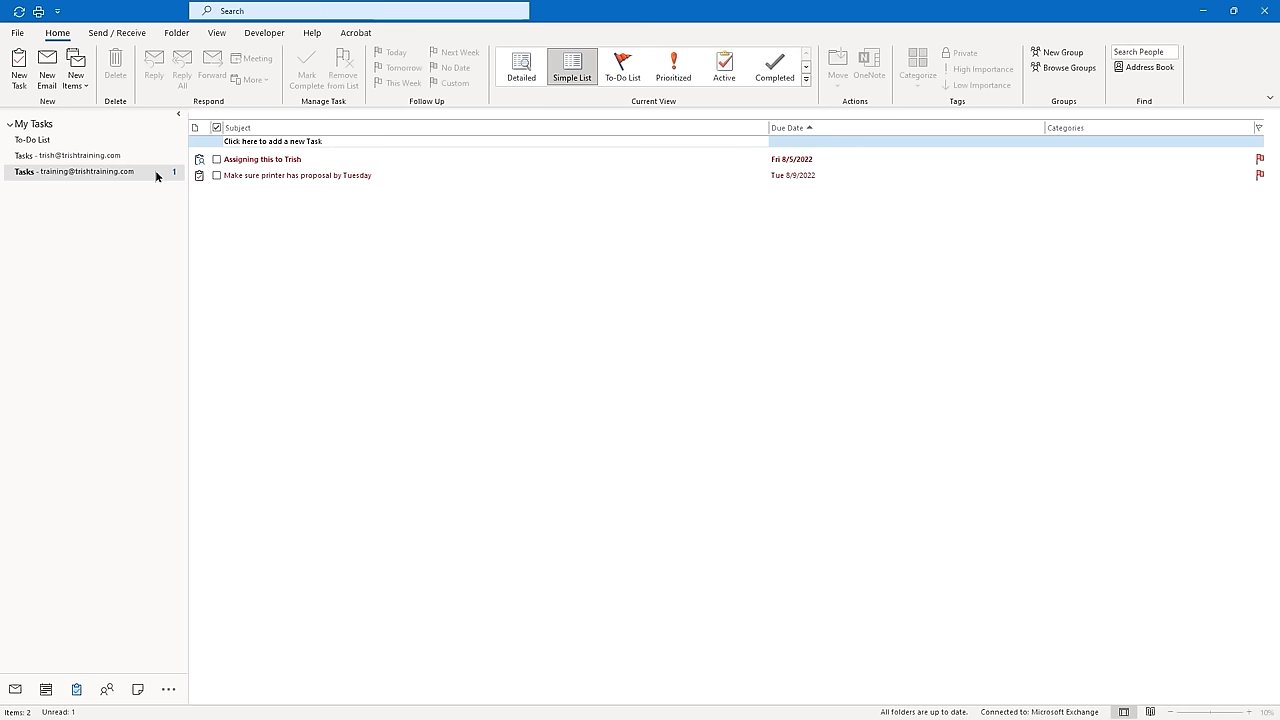 Search
File Home Send / Receive Folder View Developer Help Acrobat
New Task
New Email
New Items
New
Delete
Delete
Reply
Reply All
Forward
Meeting
More
Respond
Mark Complete
Remove from List
Manage Task
Today
Tomorrow
This Week
Next Week
No Date
Custom
Follow Up
Detailed
Simple List
To-Do List
Prioritized
Active
Completed
Current View
Move
OneNote
Actions
Categorize
Private
High Importance
Low Importance
Tags
New Group
Browse Groups
Groups
Search People
Address Book
Find
My Tasks
To-Do List
Tasks - trish@trishtraining.com
Tasks - training@trishtraining.com 1
Subject Due Date Categories
Click here to add a new Task
Assigning this to Trish Fri 8/5/2022
Make sure printer has proposal by Tuesday Tue 8/9/2022
Items: 2 Unread: 1 All folders are up to date. Connected to: Microsoft Exchange 10%